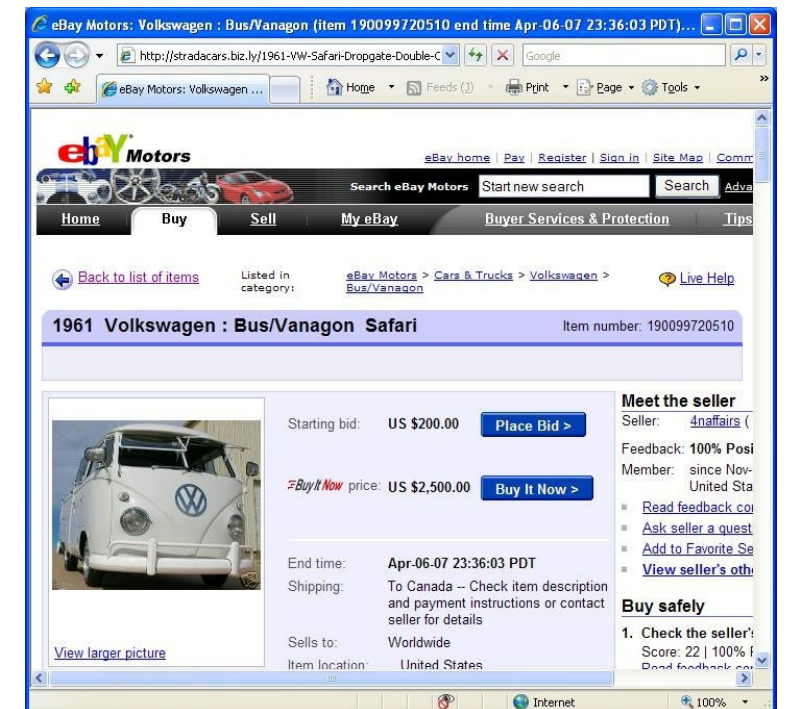 eBay Motors: Volkswagen : Bus/Vanagon (item 190099720510 end time Apr-06-07 23:36:03 PDT)...
http://stradacars.biz.ly/1961-VW-Safari-Dropgate-Double-C
Google
eBay Motors: Volkswagen ...
Home Feeds (J) Print Page Tools »
ebY Motors
eBay home | Pay | Register | Sign in | Site Map | Comm
Search eBay Motors Start new search Search Adva
Home Buy Sell My eBay Buyer Services & Protection Tips
Back to list of items
Listed in category:
eBay Motors > Cars & Trucks > Volkswagen >
Bus/Vanagon
Live Help
1961 Volkswagen : Bus/Vanagon Safari Item number: 190099720510
Starting bid: US $200.00 Place Bid >
Buy It Now price: US $2,500.00 Buy It Now >
End time: Apr-06-07 23:36:03 PDT
Shipping: To Canada -- Check item description
and payment instructions or contact
seller for details
Sells to: Worldwide
Item location: United States
View larger picture
Meet the seller
Seller: 4naffairs (
Feedback: 100% Posi
Member: since Nov-
United Sta
Read feedback co
Ask seller a quest
Add to Favorite Se
View seller's oth
Buy safely
1. Check the seller's
Score: 22 | 100% F
Read feedback co
Internet 100%